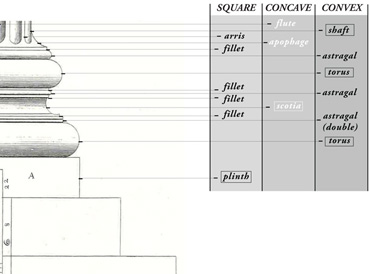 SQUARE CONCAVE CONVEX
flute
shaft
arris
apophage
fillet
astragal
torus
fillet
astragal
fillet
scotia
fillet
astragal
(double)
torus
plinth
A
22